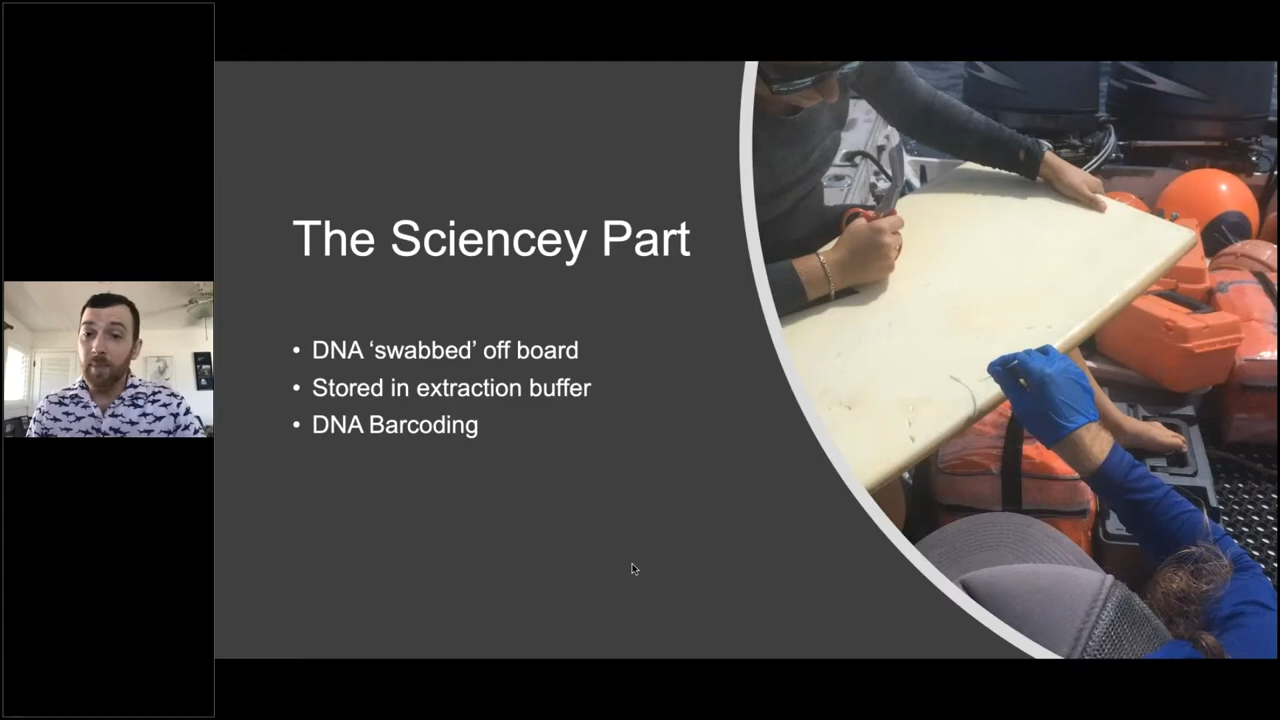 The Sciencey Part
• DNA ‘swabbed’ off board
• Stored in extraction buffer
• DNA Barcoding